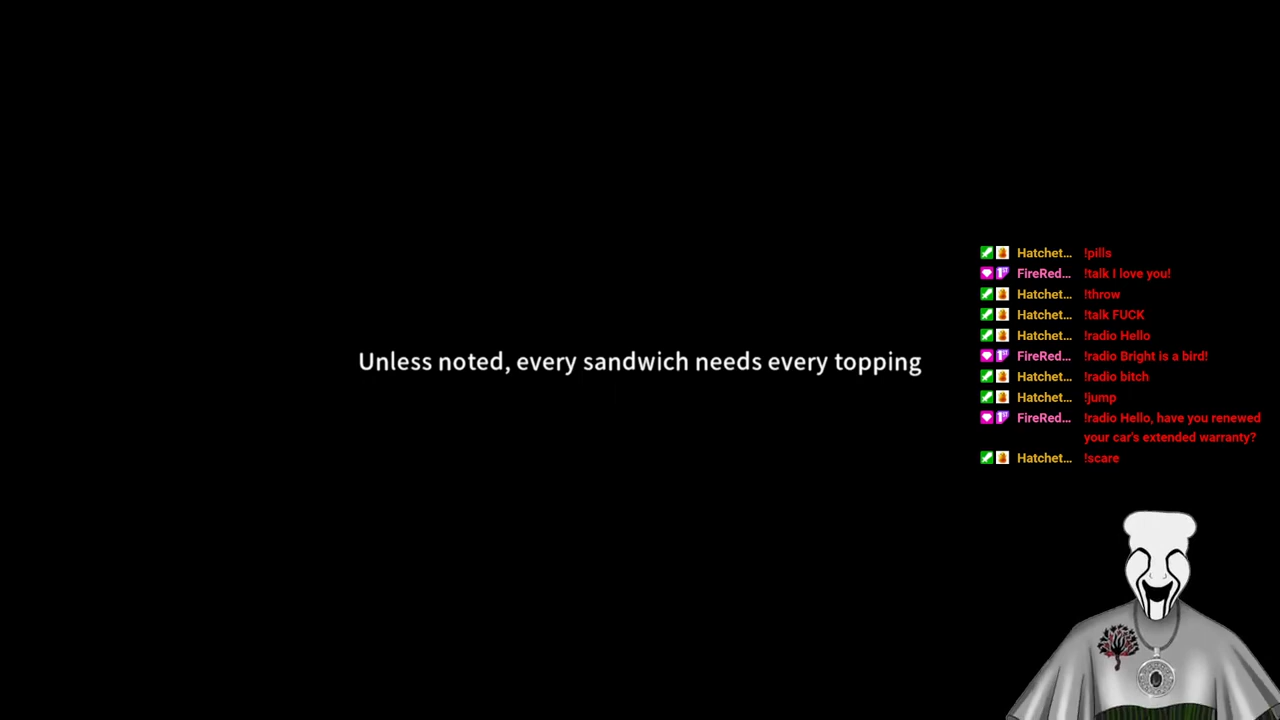 Unless noted, every sandwich needs every topping
Hatchet... !pills
FireRed... !talk I love you!
Hatchet... !throw
Hatchet... !talk FUCK
Hatchet... !radio Hello
FireRed... !radio Bright is a bird!
Hatchet... !radio bitch
Hatchet... !jump
FireRed... !radio Hello, have you renewed
your car's extended warranty?
Hatchet... !scare